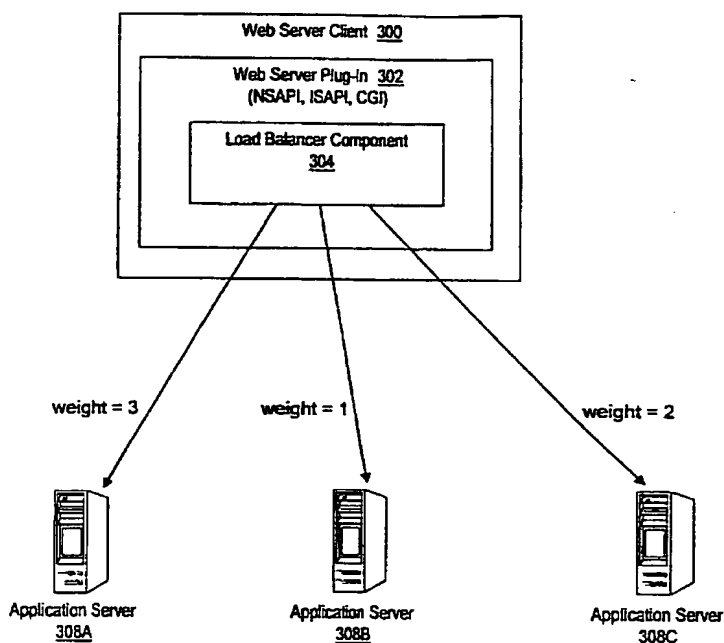 Web Server Client 300
Web Server Plug-In 302
(NSAPI, ISAPI, CGI)
Load Balancer Component
304
weight = 3
weight = 1
weight = 2
Application Server
308A
Application Server
308B
Application Server
308C